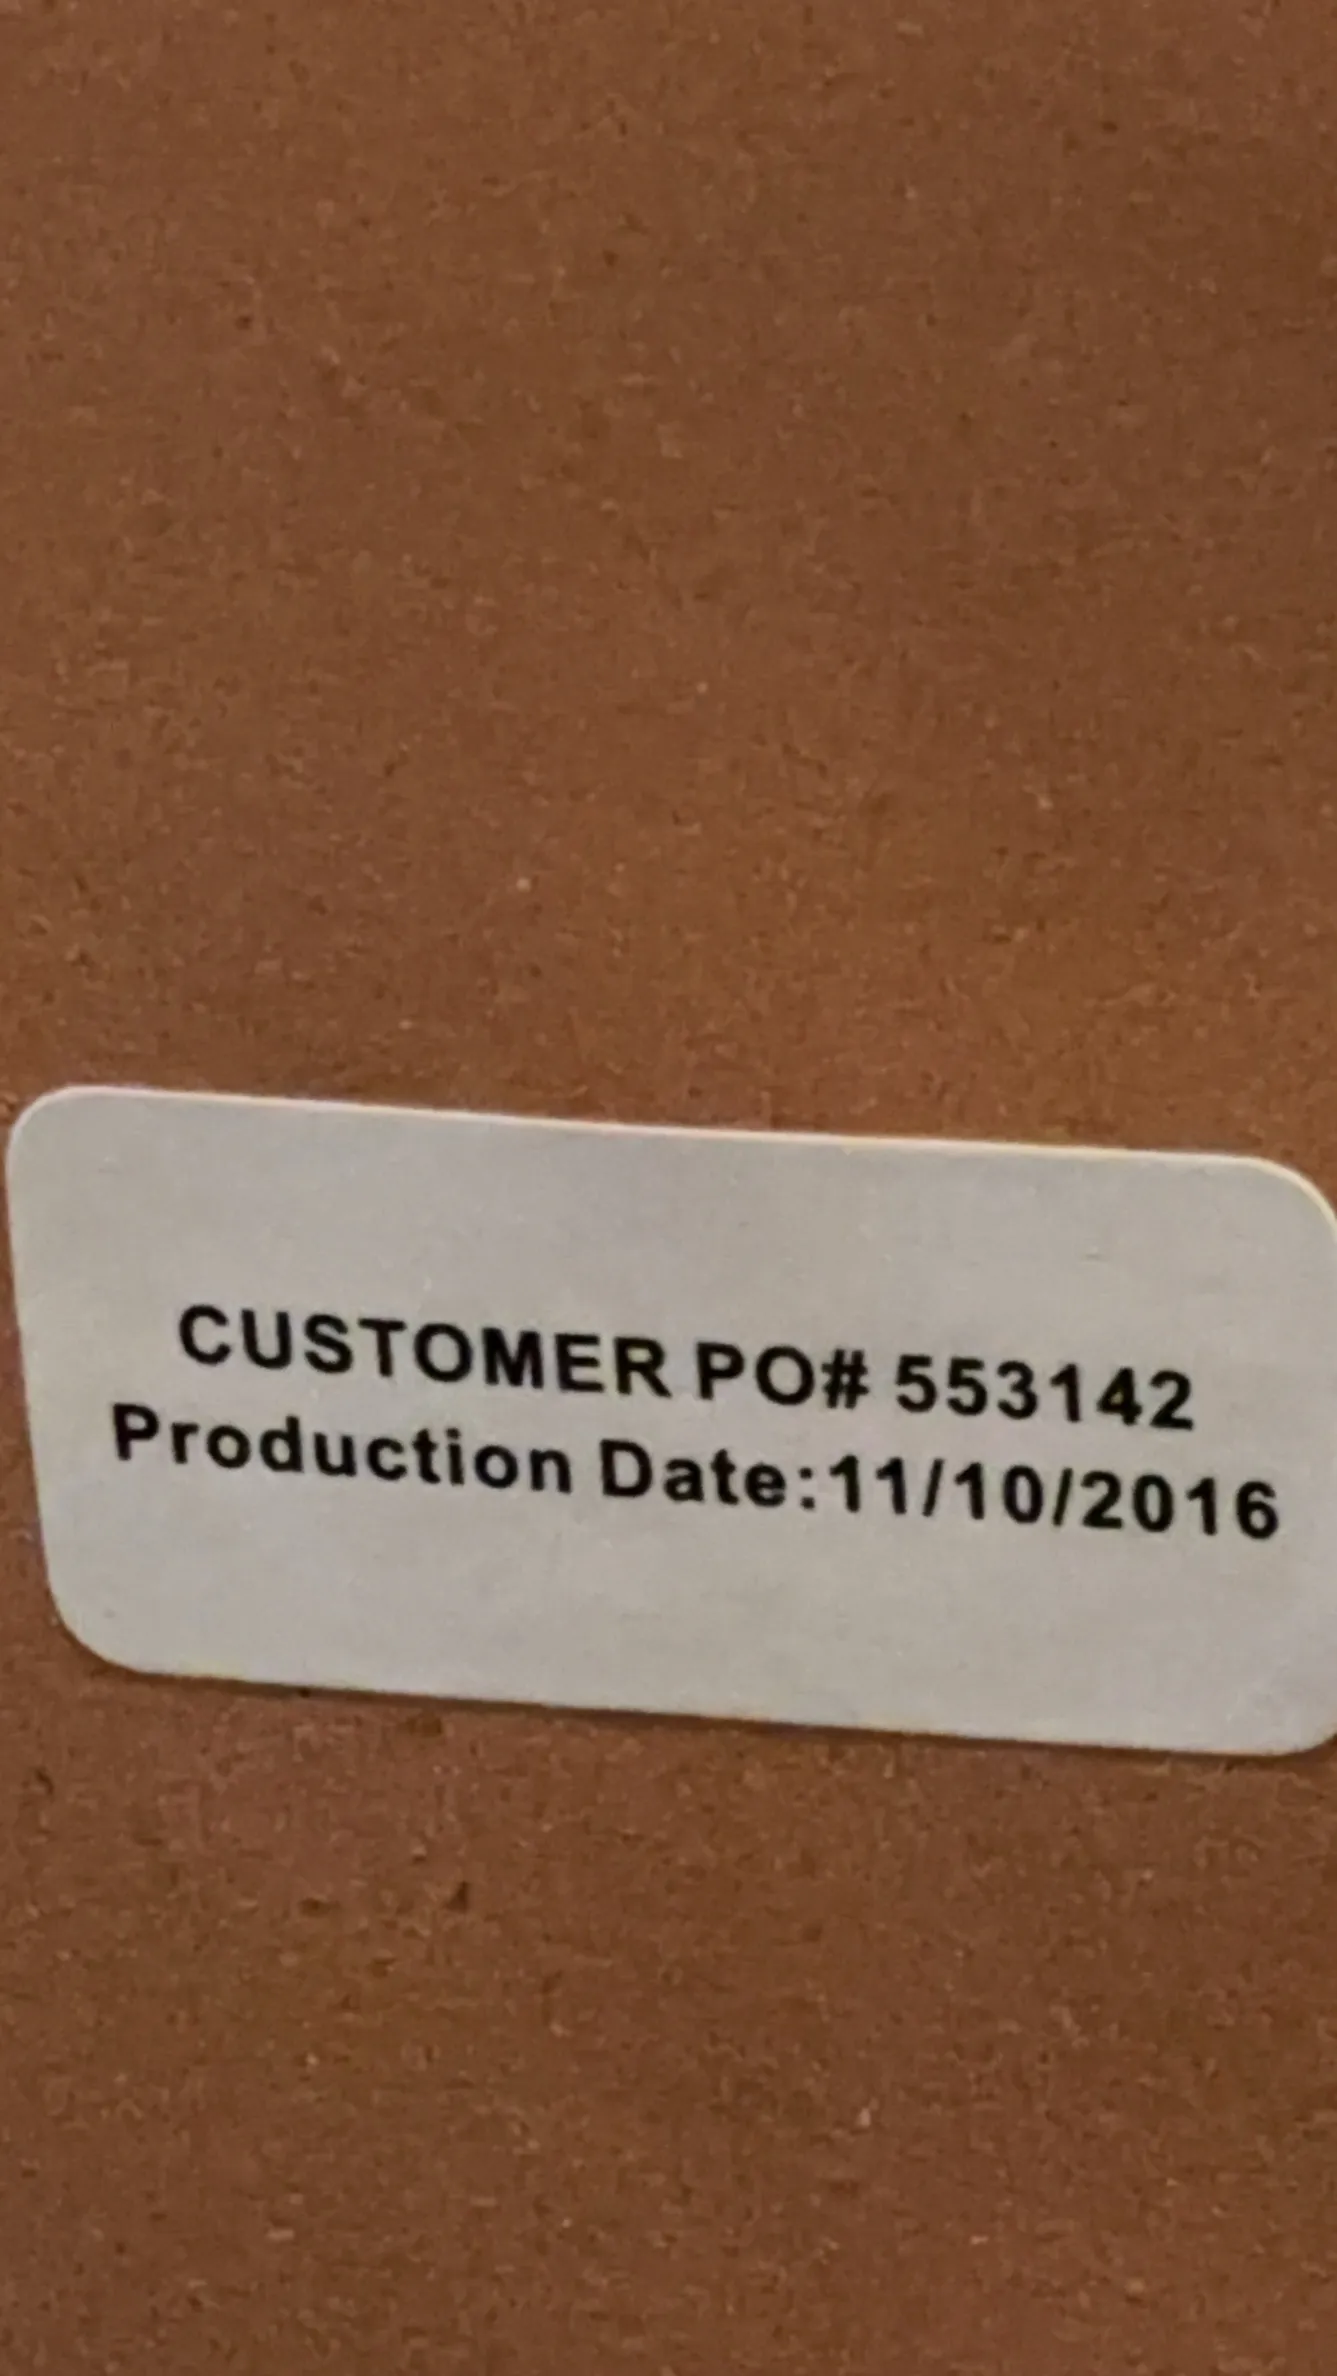 CUSTOMER PO# 553142
Production Date:11/10/2016